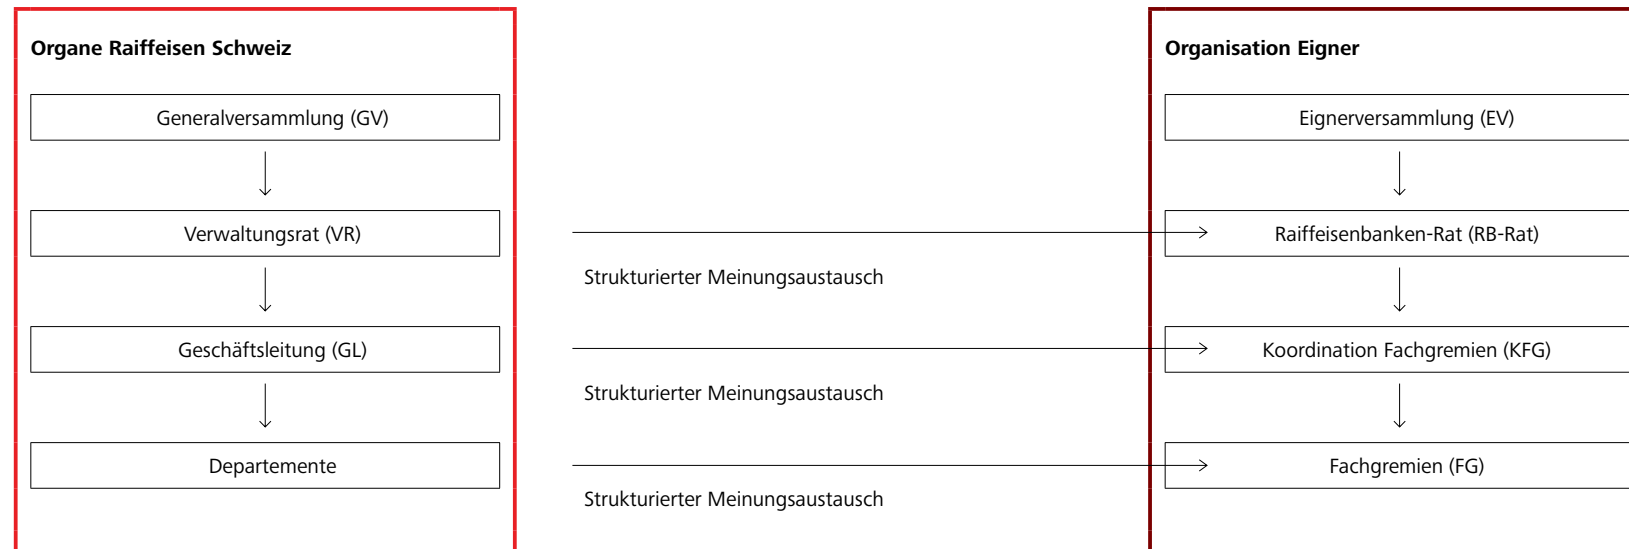 Organe Raiffeisen Schweiz
Generalversammlung (GV)
Verwaltungsrat (VR)
Geschäftsleitung (GL)
Departemente
Strukturierter Meinungsaustausch
Strukturierter Meinungsaustausch
Strukturierter Meinungsaustausch
Organisation Eigner
Eignerversammlung (EV)
Raiffeisenbanken-Rat (RB-Rat)
Koordination Fachgremien (KFG)
Fachgremien (FG)